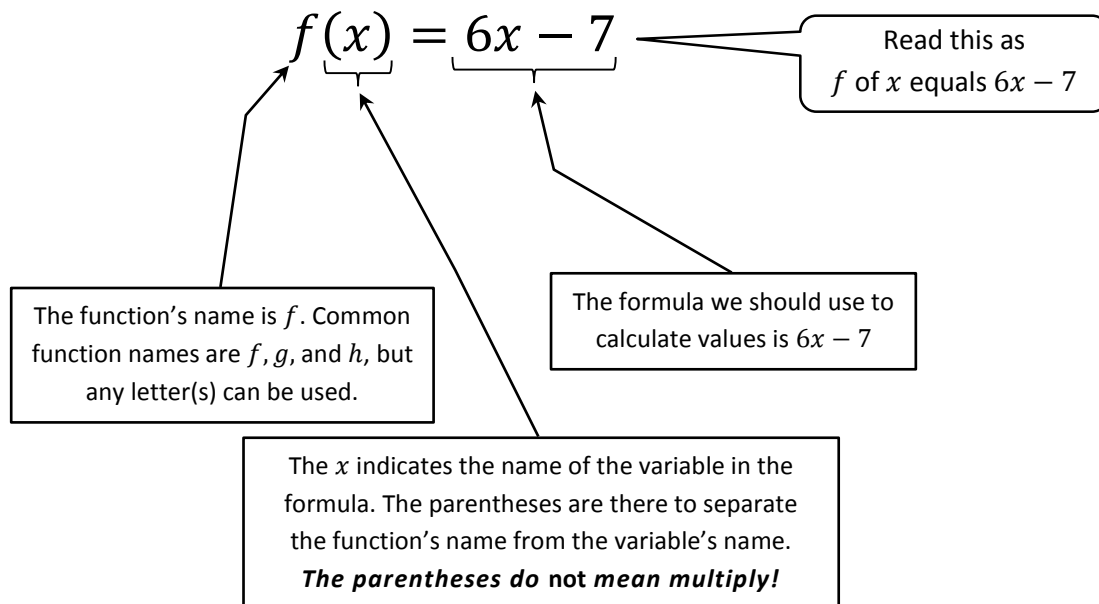 f(x) = 6x − 7
Read this as
f of x equals 6x − 7
The function’s name is f. Common
function names are f, g, and h, but
any letter(s) can be used.
The formula we should use to
calculate values is 6x − 7
The x indicates the name of the variable in the
formula. The parentheses are there to separate
the function’s name from the variable’s name.
The parentheses do not mean multiply!